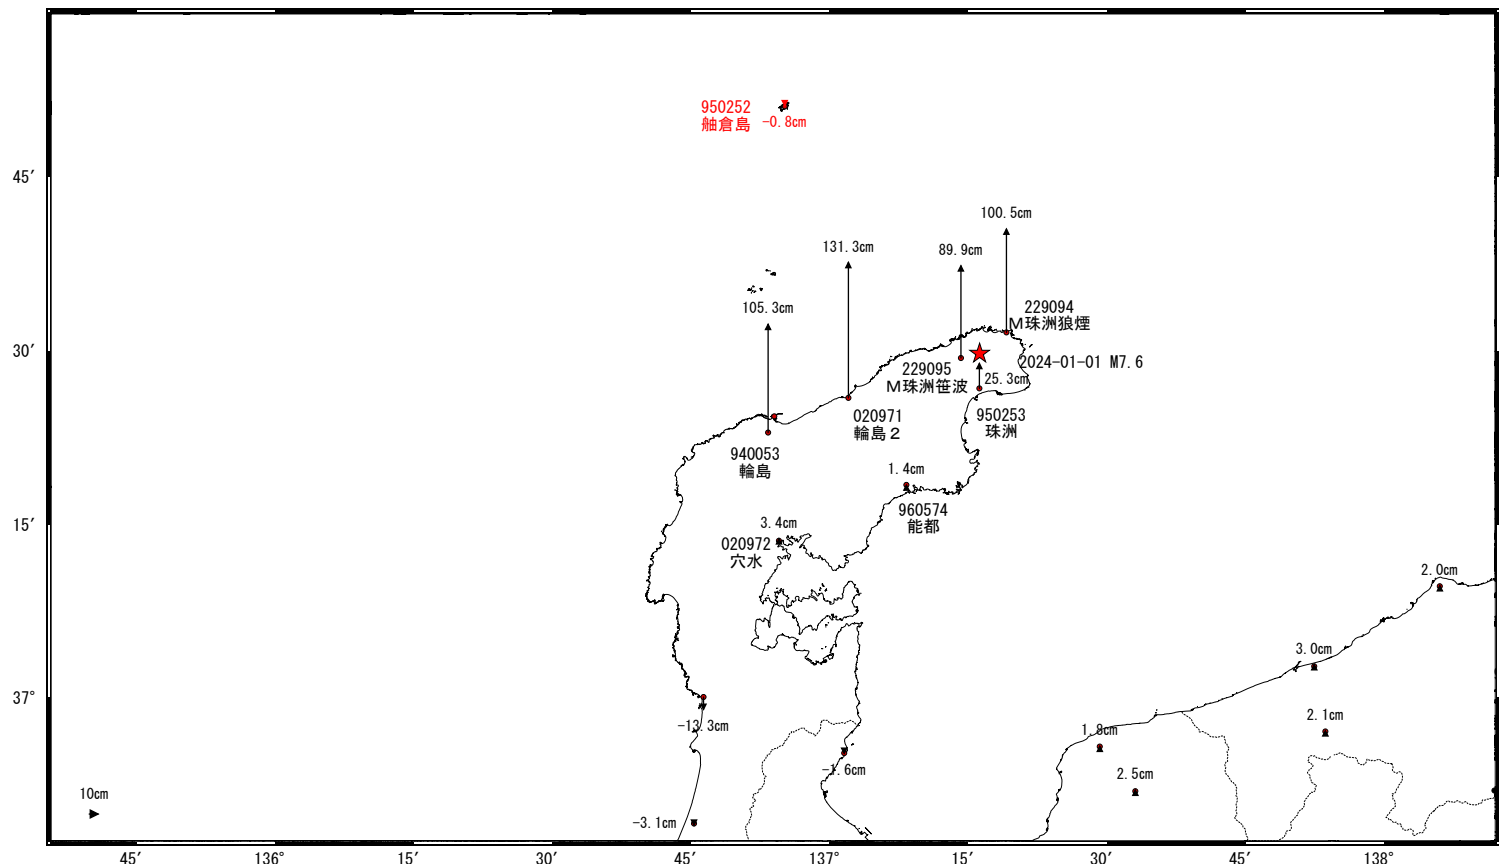 950252
舳倉島
-0.8cm
45′
100.5cm
131.3cm
89.9cm
105.3cm
229094
M珠洲狼煙
30′
2024-01-01 M7.6
229095
M珠洲笹波
25.3cm
020971
輪島２
950253
珠洲
940053
輪島
1.4cm
960574
能都
15′
3.4cm
020972
穴水
2.0cm
3.0cm
37°
-13.3cm
2.1cm
1.8cm
-1.6cm
2.5cm
10cm
-3.1cm
45′
136°
15′
30′
45′
137°
15′
30′
45′
138°